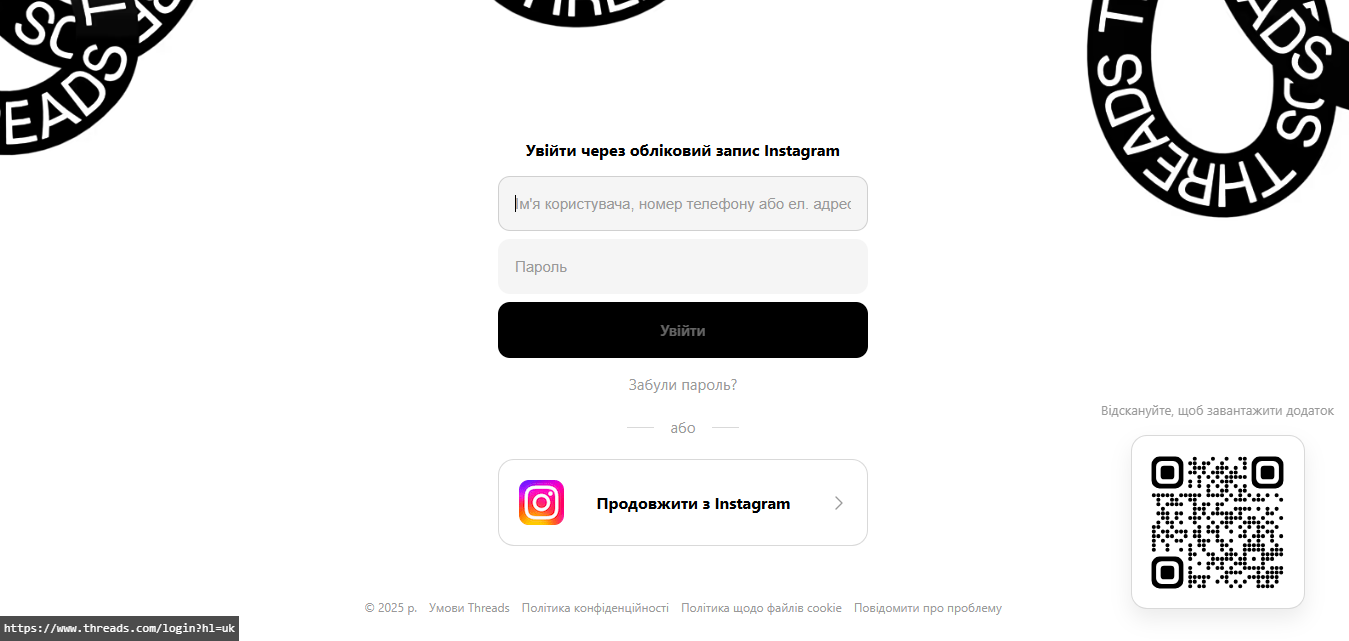 THREADS
THREADS
THREADS
THREADS
Увійти через обліковий запис Instagram
Ім'я користувача, номер телефону або ел. адрес
Пароль
Увійти
Забули пароль?
або
Відскануйте, щоб завантажити додаток
Продовжити з Instagram
© 2025 р. Умови Threads Політика конфіденційності Політика щодо файлів cookie Повідомити про проблему
https://www.threads.com/login?hl=uk